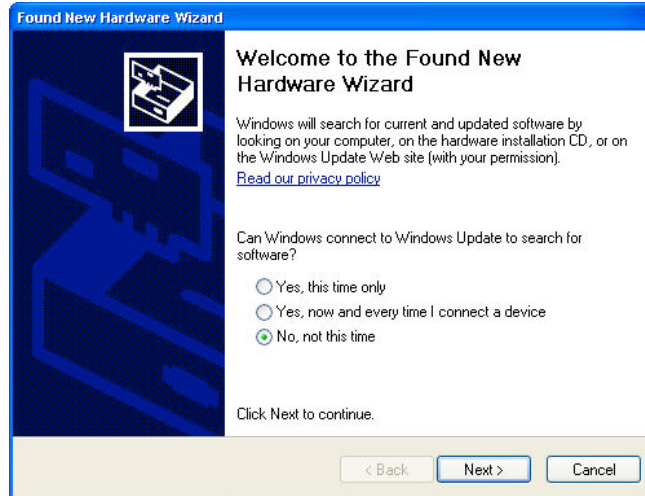 Found New Hardware Wizard
Welcome to the Found New
Hardware Wizard
Windows will search for current and updated software by
looking on your computer, on the hardware installation CD, or on
the Windows Update Web site (with your permission).
Read our privacy policy
Can Windows connect to Windows Update to search for
software?
Yes, this time only
Yes, now and every time I connect a device
No, not this time
Click Next to continue.
< Back
Next >
Cancel